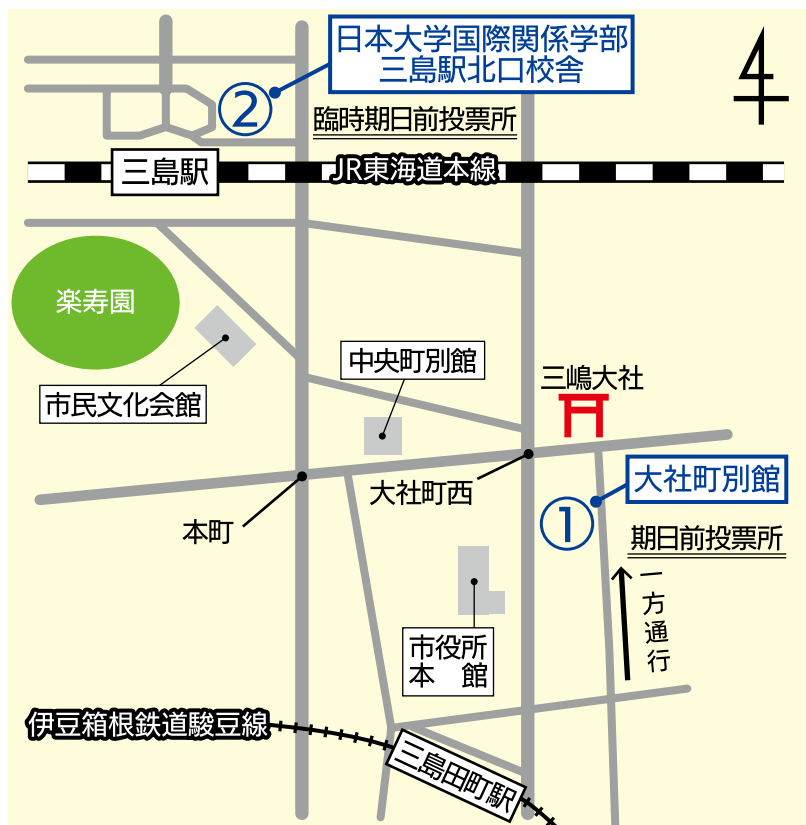 日本大学国際関係学部
三島駅北口校舎
②
臨時期日前投票所
三島駅
JR東海道本線
楽寿園
市民文化会館
中央町別館
三嶋大社
本町
大社町西
大社町別館
①
期日前投票所
一方通行
市役所
本　館
伊豆箱根鉄道駿豆線
三島田町駅